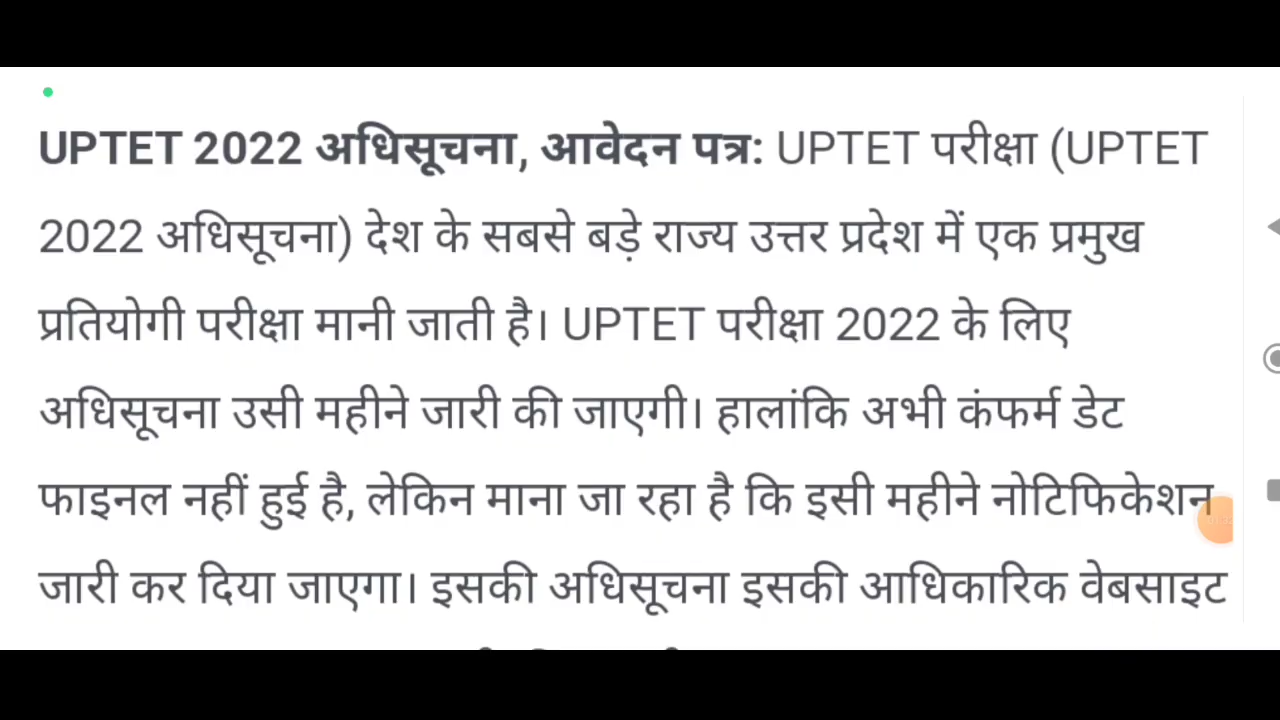 UPTET 2022 अधिसूचना, आवेदन पत्र: UPTET परीक्षा (UPTET
2022 अधिसूचना) देश के सबसे बड़े राज्य उत्तर प्रदेश में एक प्रमुख
प्रतियोगी परीक्षा मानी जाती है। UPTET परीक्षा 2022 के लिए
अधिसूचना उसी महीने जारी की जाएगी। हालांकि अभी कंफर्म डेट
फाइनल नहीं हुई है, लेकिन माना जा रहा है कि इसी महीने नोटिफिकेशन
जारी कर दिया जाएगा। इसकी अधिसूचना इसकी आधिकारिक वेबसाइट